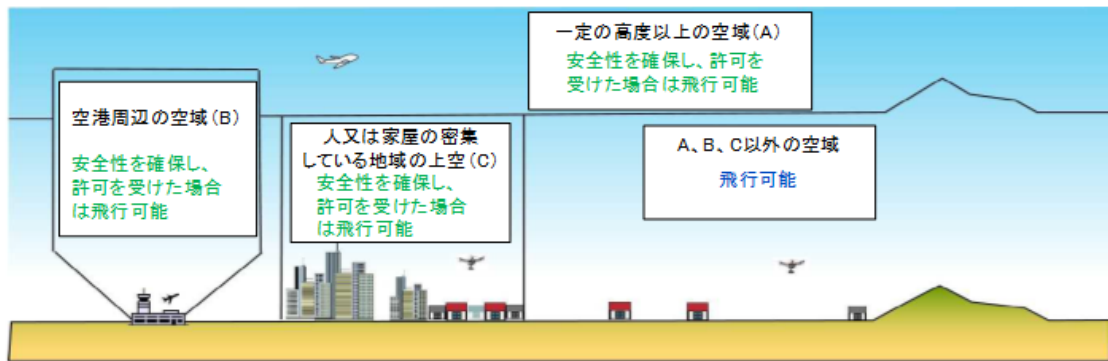 一定の高度以上の空域(A)
安全性を確保し、許可を
受けた場合は飛行可能
空港周辺の空域(B)
安全性を確保し、
許可を受けた場合
は飛行可能
人又は家屋の密集
している地域の上空(C)
安全性を確保し、
許可を受けた場合
は飛行可能
A、B、C以外の空域
飛行可能